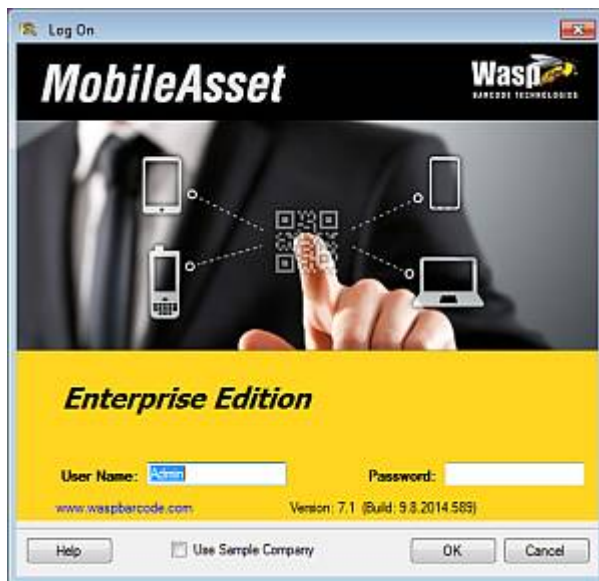 Log On
MobileAsset
Wasp
BARCODE TECHNOLOGIES
Enterprise Edition
User Name: Admin Password:
www.waspbarcode.com Version: 7.1 (Build: 9.8.2014.589)
Help Use Sample Company OK Cancel